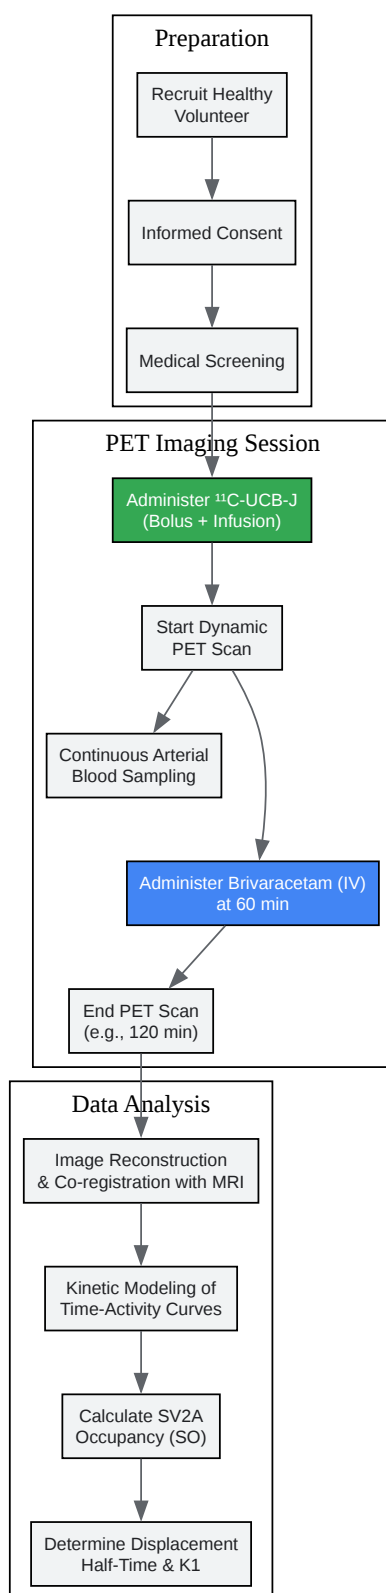 Preparation
Recruit Healthy
Volunteer
Informed Consent
Medical Screening
PET Imaging Session
Administer ¹¹C-UCB-J
(Bolus + Infusion)
Start Dynamic
PET Scan
Continuous Arterial
Blood Sampling
Administer Brivaracetam (IV)
at 60 min
End PET Scan
(e.g., 120 min)
Data Analysis
Image Reconstruction
& Co-registration with MRI
Kinetic Modeling of
Time-Activity Curves
Calculate SV2A
Occupancy (SO)
Determine Displacement
Half-Time & K1